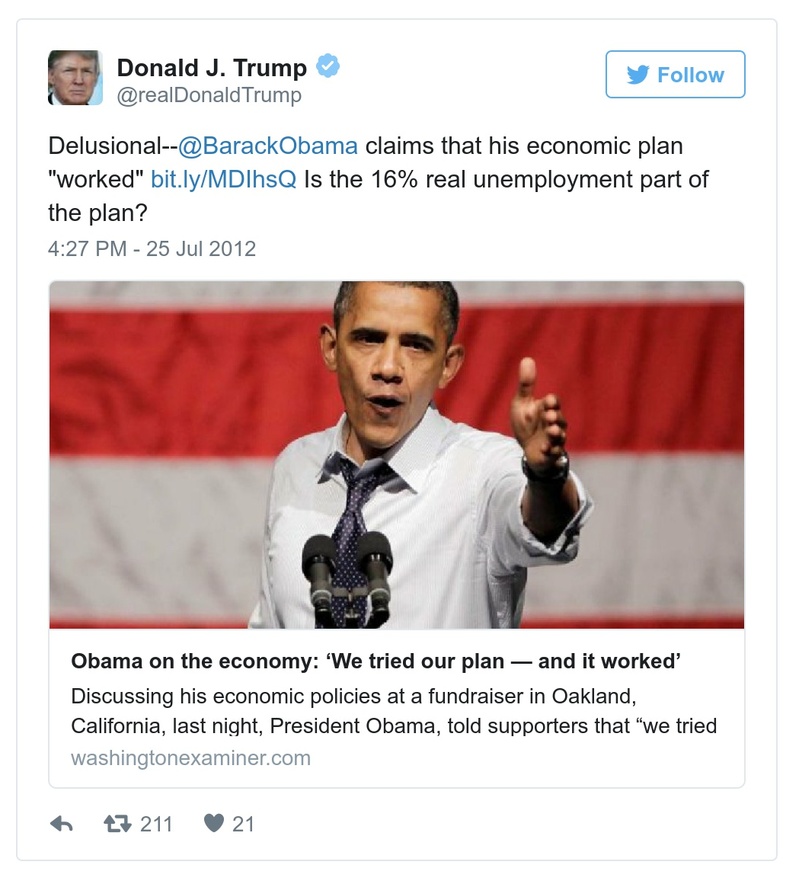 Donald J. Trump
@realDonaldTrump
Follow
Delusional--@BarackObama claims that his economic plan
"worked" bit.ly/MDIhsQ Is the 16% real unemployment part of
the plan?
4:27 PM - 25 Jul 2012
Obama on the economy: ‘We tried our plan — and it worked’
Discussing his economic policies at a fundraiser in Oakland,
California, last night, President Obama, told supporters that “we tried
washingtonexaminer.com
211
21